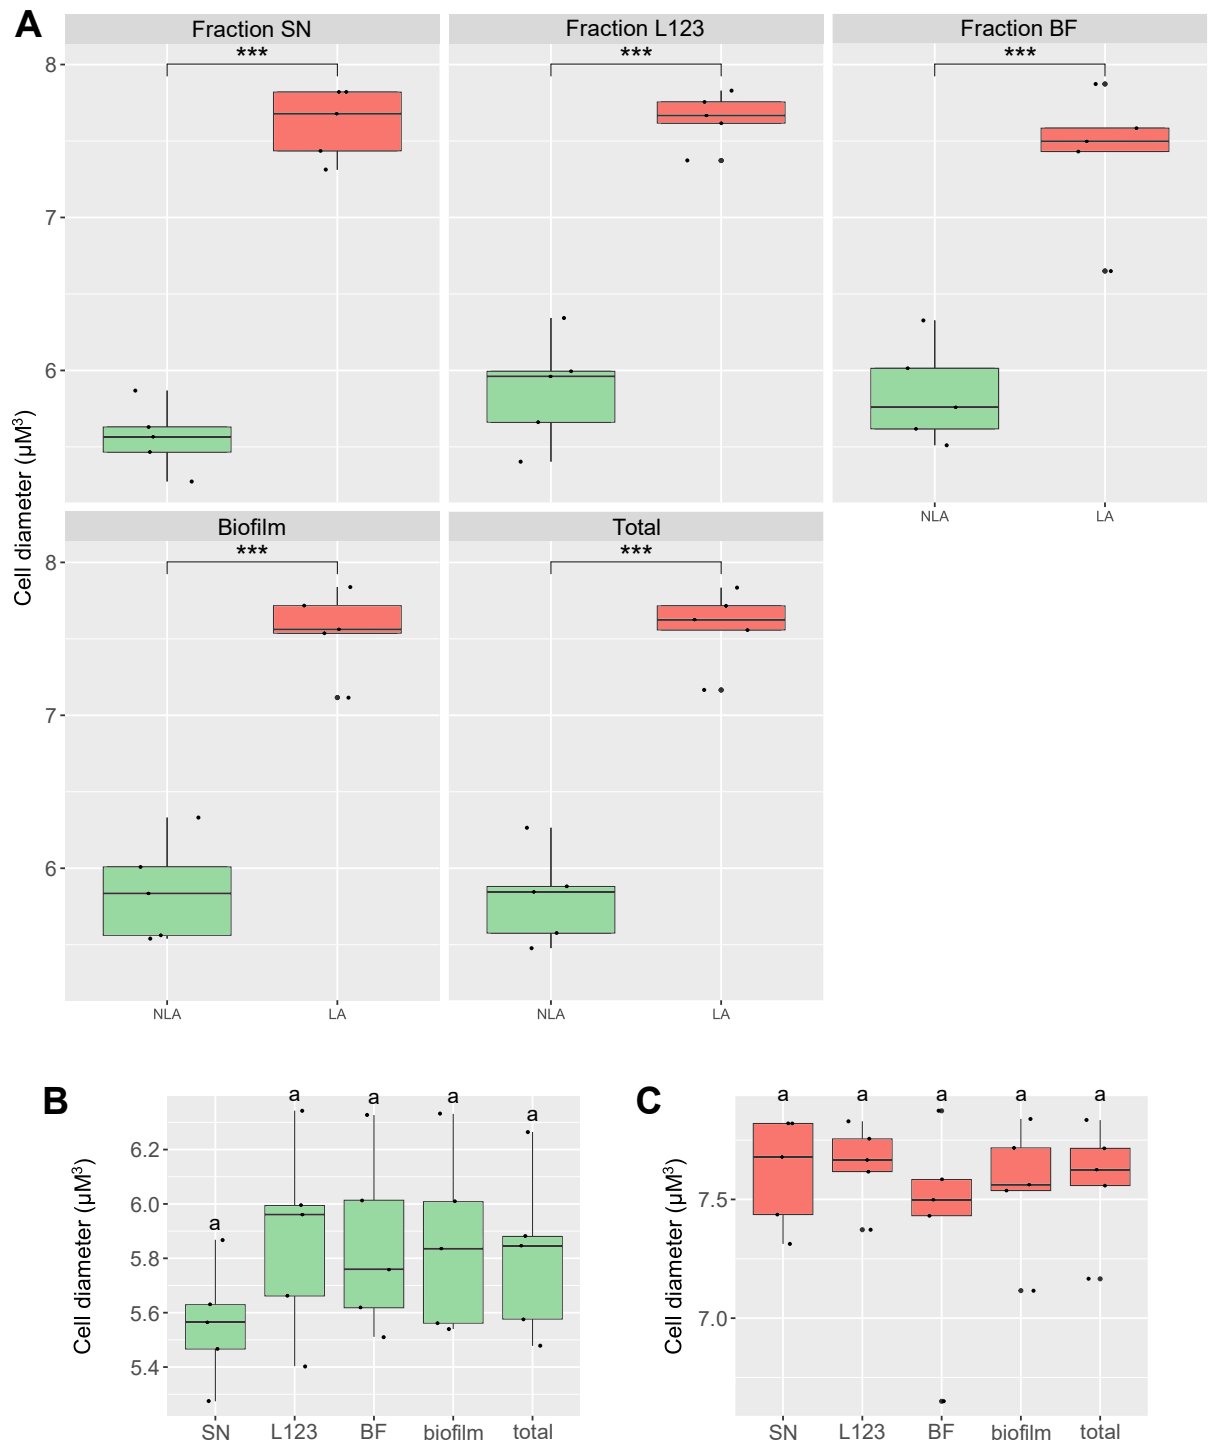 A
Fraction SN
Fraction L123
Fraction BF
***
***
***
8
7
6
NLA
LA
Cell diameter (µM³)
Biofilm
Total
***
***
8
7
6
NLA
LA
NLA
LA
B
a
a
a
a
a
6.2
6.0
5.8
5.6
5.4
Cell diameter (µM³)
SN
L123
BF
biofilm
total
C
a
a
a
a
a
7.5
7.0
Cell diameter (µM³)
SN
L123
BF
biofilm
total